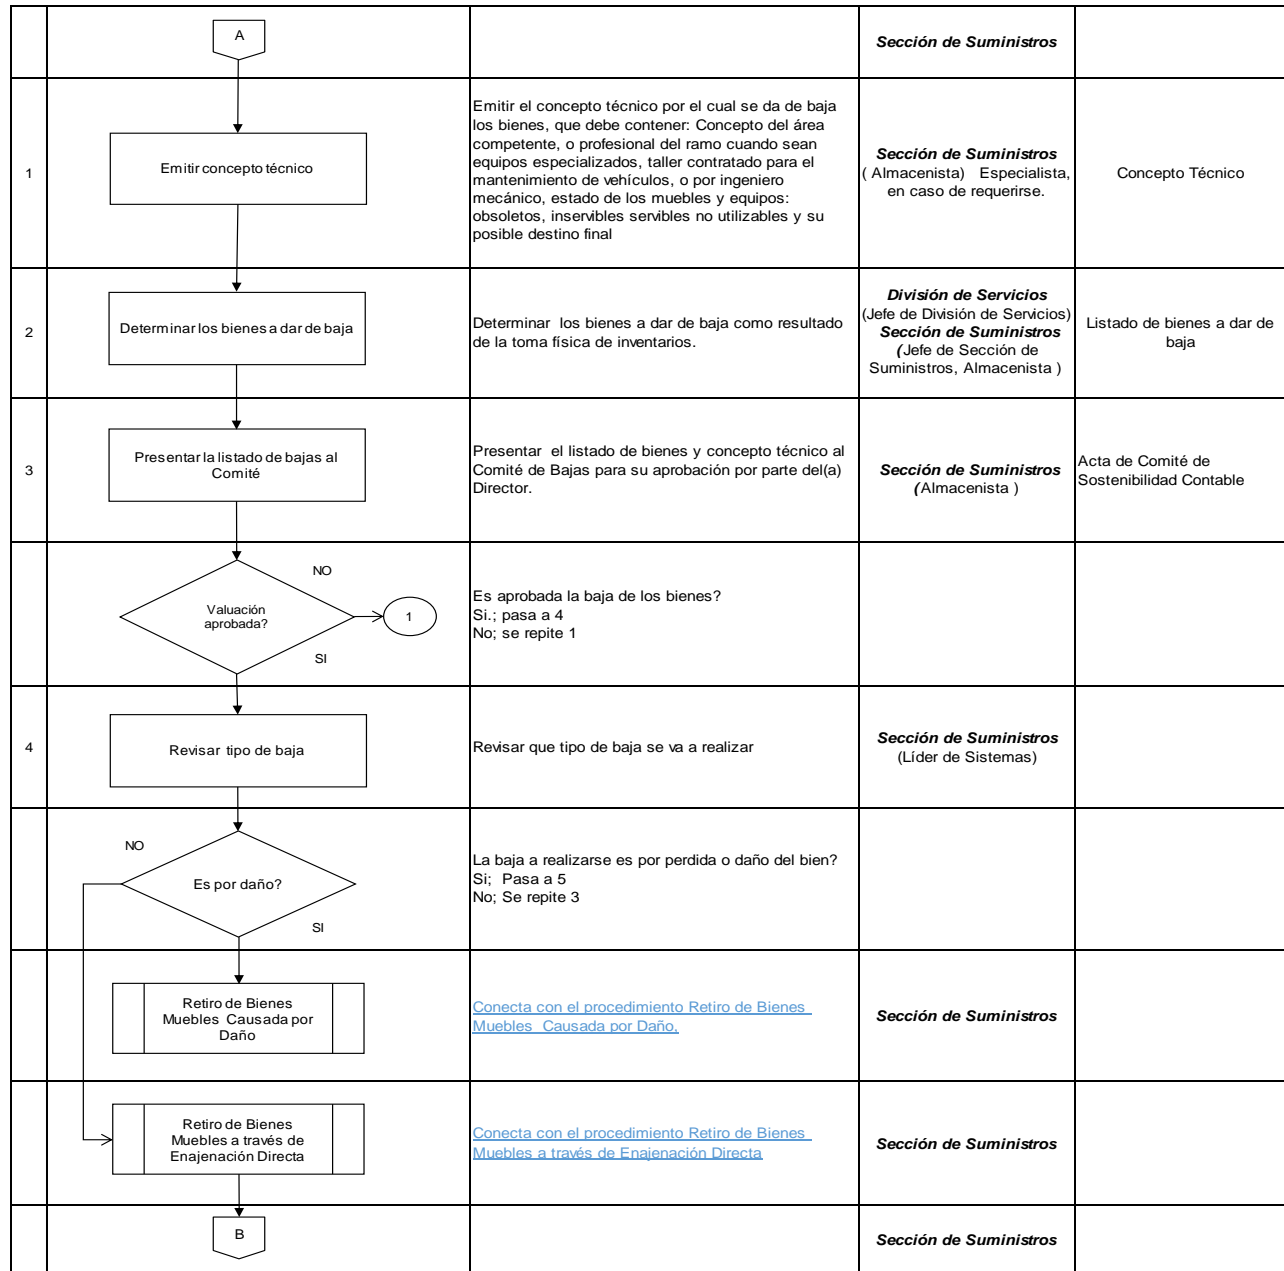 A
Sección de Suministros
1
Emitir concepto técnico
Emitir el concepto técnico por el cual se da de baja
los bienes, que debe contener: Concepto del área
competente, o profesional del ramo cuando sean
equipos especializados, taller contratado para el
mantenimiento de vehículos, o por ingeniero
mecánico, estado de los muebles y equipos:
obsoletos, inservibles servibles no utilizables y su
posible destino final
Sección de Suministros
( Almacenista) Especialista,
en caso de requerirse.
Concepto Técnico
2
Determinar los bienes a dar de baja
Determinar los bienes a dar de baja como resultado
de la toma física de inventarios.
División de Servicios
(Jefe de División de Servicios)
Sección de Suministros
(Jefe de Sección de
Suministros, Almacenista )
Listado de bienes a dar de
baja
3
Presentar la listado de bajas al
Comité
Presentar el listado de bienes y concepto técnico al
Comité de Bajas para su aprobación por parte del(a)
Director.
Sección de Suministros
(Almacenista )
Acta de Comité de
Sostenibilidad Contable
NO
Valuación
aprobada?
1
SI
Es aprobada la baja de los bienes?
Si.; pasa a 4
No; se repite 1
4
Revisar tipo de baja
Revisar que tipo de baja se va a realizar
Sección de Suministros
(Líder de Sistemas)
NO
Es por daño?
SI
La baja a realizarse es por perdida o daño del bien?
Si; Pasa a 5
No; Se repite 3
Retiro de Bienes
Muebles Causada por
Daño
Conecta con el procedimiento Retiro de Bienes
Muebles Causada por Daño.
Sección de Suministros
Retiro de Bienes
Muebles a través de
Enajenación Directa
Conecta con el procedimiento Retiro de Bienes
Muebles a través de Enajenación Directa
Sección de Suministros
B
Sección de Suministros